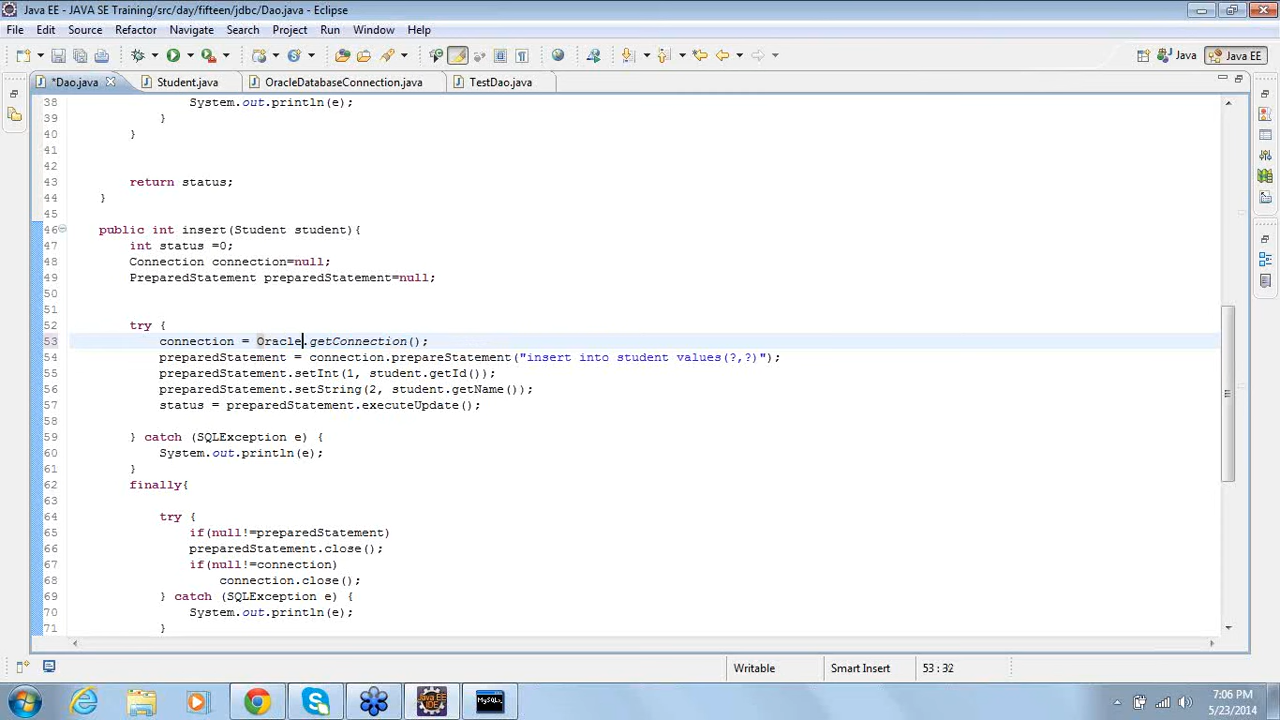 Java EE - JAVA SE Training/src/day/fifteen/jdbc/Dao.java - Eclipse
File Edit Source Refactor Navigate Search Project Run Window Help
Java Java EE
*Dao.java Student.java OracleDatabaseConnection.java TestDao.java
38 System.out.println(e);
39 }
40 }
41
42
43 return status;
44 }
45
46 public int insert(Student student){
47 int status =0;
48 Connection connection=null;
49 PreparedStatement preparedStatement=null;
50
51
52 try {
53 connection = Oracle.getConnection();
54 preparedStatement = connection.prepareStatement("insert into student values(?,?)");
55 preparedStatement.setInt(1, student.getId());
56 preparedStatement.setString(2, student.getName());
57 status = preparedStatement.executeUpdate();
58
59 } catch (SQLException e) {
60 System.out.println(e);
61 }
62 finally{
63
64 try {
65 if(null!=preparedStatement)
66 preparedStatement.close();
67 if(null!=connection)
68 connection.close();
69 } catch (SQLException e) {
70 System.out.println(e);
71 }
Writable Smart Insert 53 : 32
Java EE
IDE
MySQL
7:06 PM
5/23/2014